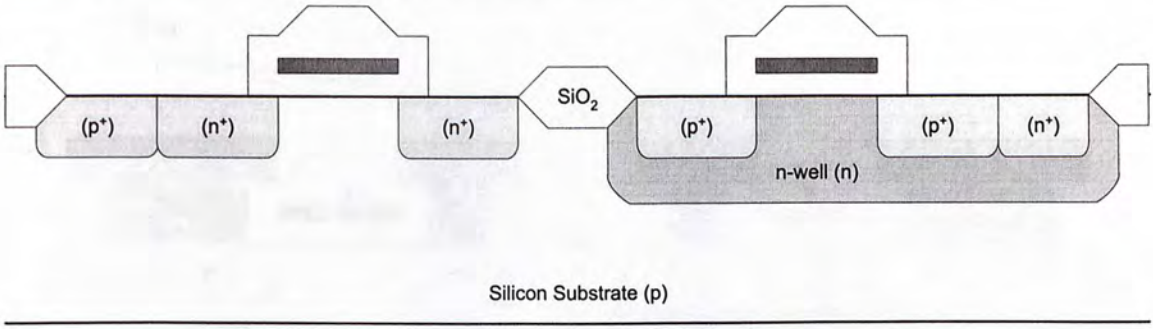 SiO₂
(p⁺) (n⁺) (n⁺) (p⁺) (p⁺) (n⁺)
n-well (n)
Silicon Substrate (p)